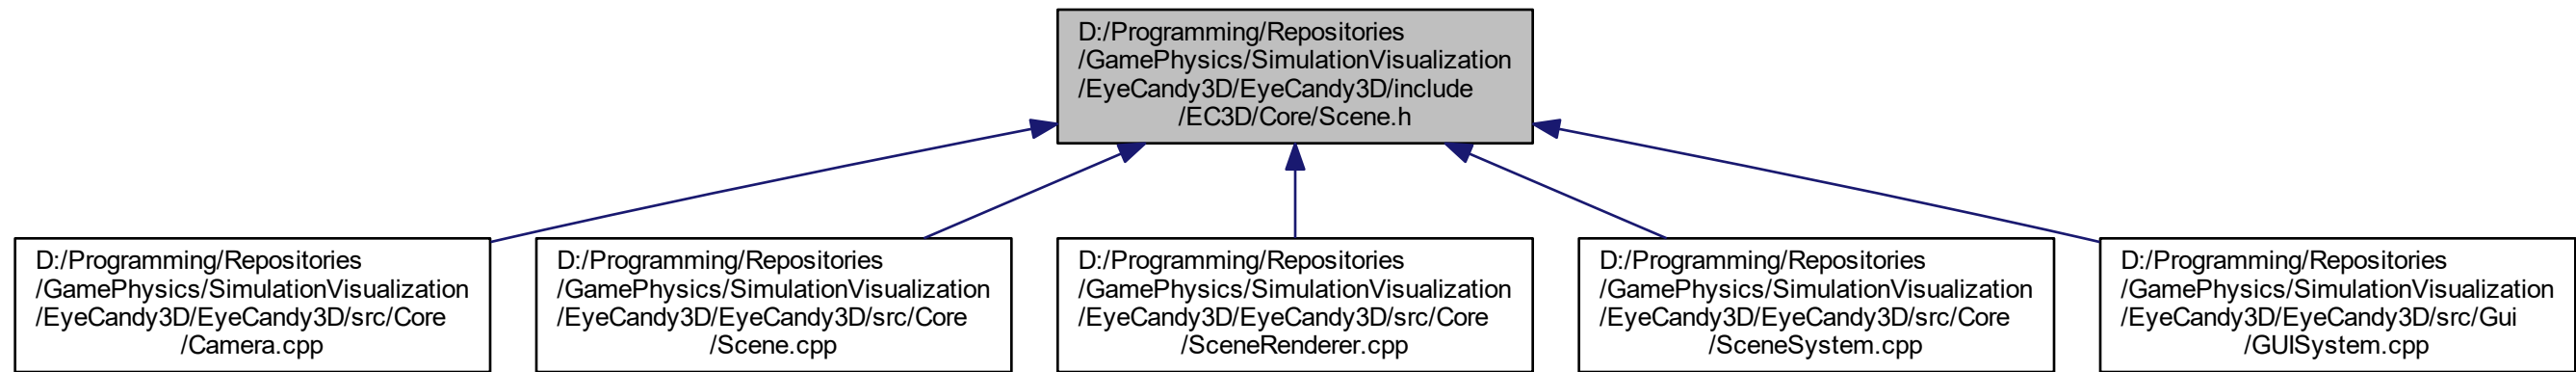 D:/Programming/Repositories
/GamePhysics/SimulationVisualization
/EyeCandy3D/EyeCandy3D/include
/EC3D/Core/Scene.h
D:/Programming/Repositories
/GamePhysics/SimulationVisualization
/EyeCandy3D/EyeCandy3D/src/Core
/Camera.cpp
D:/Programming/Repositories
/GamePhysics/SimulationVisualization
/EyeCandy3D/EyeCandy3D/src/Core
/Scene.cpp
D:/Programming/Repositories
/GamePhysics/SimulationVisualization
/EyeCandy3D/EyeCandy3D/src/Core
/SceneRenderer.cpp
D:/Programming/Repositories
/GamePhysics/SimulationVisualization
/EyeCandy3D/EyeCandy3D/src/Core
/SceneSystem.cpp
D:/Programming/Repositories
/GamePhysics/SimulationVisualization
/EyeCandy3D/EyeCandy3D/src/Gui
/GUISystem.cpp